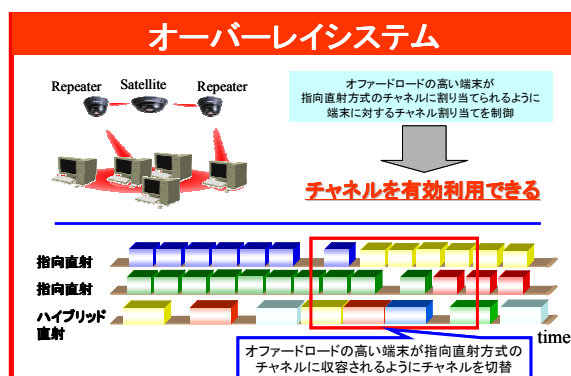 オーバーレイシステム
Repeater Satellite Repeater
オファードロードの高い端末が
指向直射方式のチャネルに割り当てられるように
端末に対するチャネル割り当てを制御
チャネルを有効利用できる
指向直射
指向直射
ハイブリッド
直射
time
オファードロードの高い端末が指向直射方式の
チャネルに収容されるようにチャネルを切替